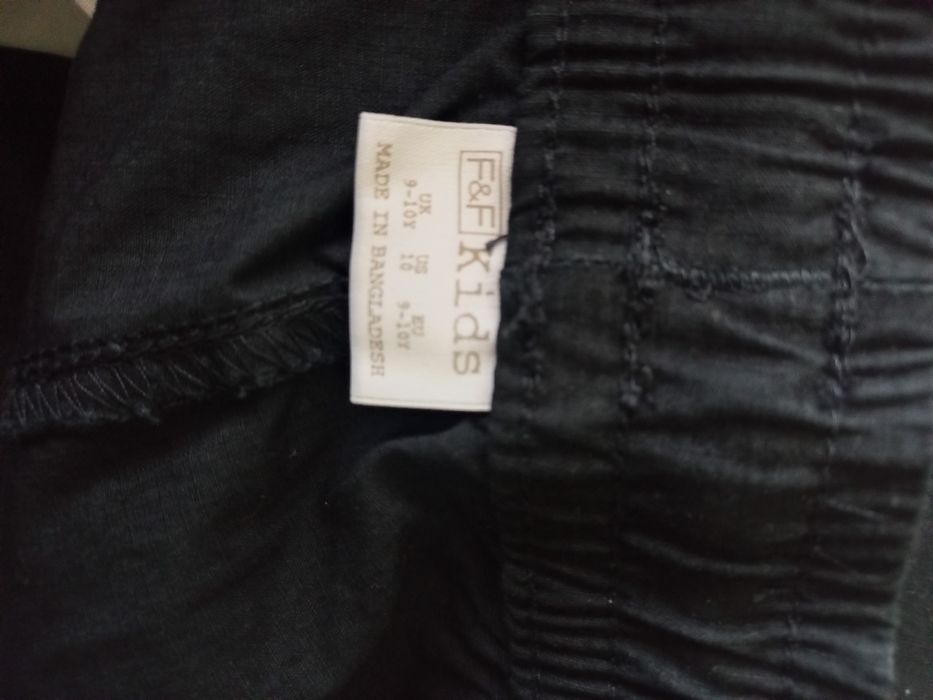 F&F Kids
UK US EU
9-10Y 10 9-10Y
MADE IN BANGLADESH